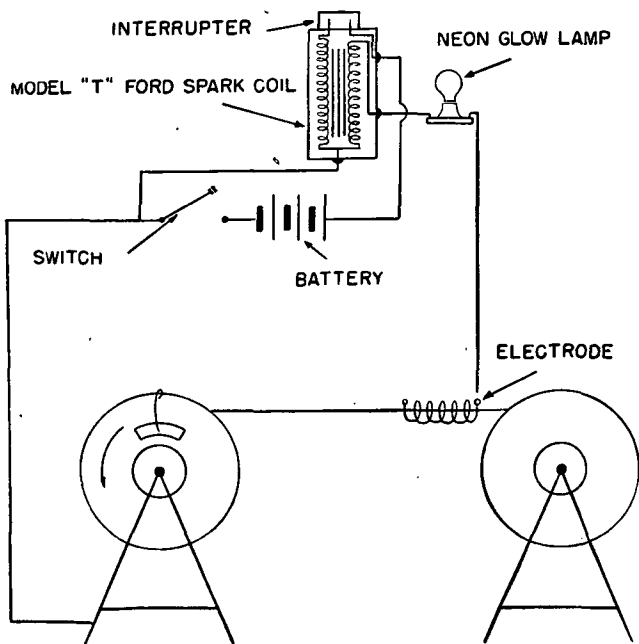 INTERRUPTER
NEON GLOW LAMP
MODEL "T" FORD SPARK COIL
SWITCH
BATTERY
ELECTRODE